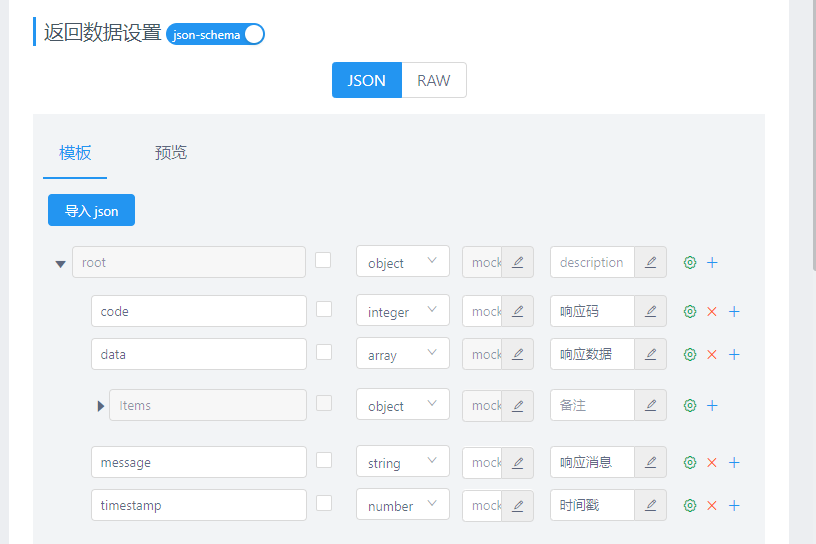 返回数据设置 json-schema
JSON RAW
模板 预览
导入 json
root object mock description
code integer mock 响应码
data array mock 响应数据
Items object mock 备注
message string mock 响应消息
timestamp number mock 时间戳